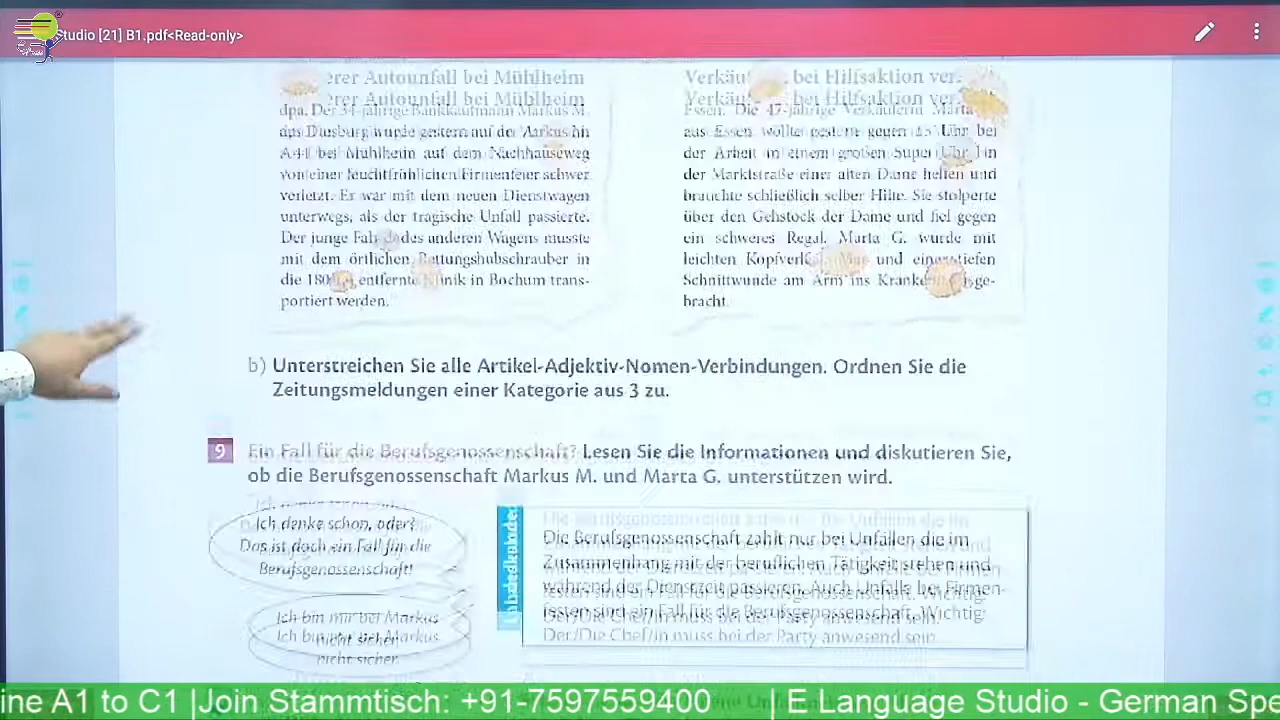 Studio [21] B1.pdf<Read-only>
erer Autounfall bei Mühlheim
dpa. Der 34-jährige Bankkaufmann Markus M.
aus Duisburg wurde gestern auf der
A44 bei Mühlheim auf dem Nachhauseweg
von einer feuchtfröhlichen Firmenfeier schwer
verletzt. Er war mit dem neuen Dienstwagen
unterwegs, als der tragische Unfall passierte.
Der junge Fah des anderen Wagens musste
mit dem örtlichen Rettungshubschrauber in
die 180 entfernte Klinik in Bochum trans-
portiert werden.
Verkäu bei Hilfsaktion ver
Essen. Die 47-jährige Verkäuferin Marta
aus Essen wollte gestern gegen 15 Uhr bei
der Arbeit in einem großen Super in
der Marktstraße einer alten Dame helfen und
brauchte schließlich selber Hilfe. Sie stolperte
über den Gehstock der Dame und fiel gegen
ein schweres Regal. Marta G. wurde mit
leichten Kopfverle und einer tiefen
Schnittwunde am Arm ins Kranken ge-
bracht.
b) Unterstreichen Sie alle Artikel-Adjektiv-Nomen-Verbindungen. Ordnen Sie die
Zeitungsmeldungen einer Kategorie aus 3 zu.
9 Ein Fall für die Berufsgenossenschaft? Lesen Sie die Informationen und diskutieren Sie,
ob die Berufsgenossenschaft Markus M. und Marta G. unterstützen wird.
Ich denke schon, oder?
Das ist doch ein Fall für die
Berufsgenossenschaft!
Ich bin mir bei Markus
nicht sicher.
Landeskunde
Die Berufsgenossenschaft zahlt nur bei Unfällen die im
Zusammenhang mit der beruflichen Tätigkeit stehen und
während der Dienstzeit passieren. Auch Unfälle bei Firmen-
festen sind ein Fall für die Berufsgenossenschaft. Wichtig:
Der/Die Chef/in muss bei der Party anwesend sein.
ine A1 to C1 |Join Stammtisch: +91-7597559400 | E Language Studio - German Spe